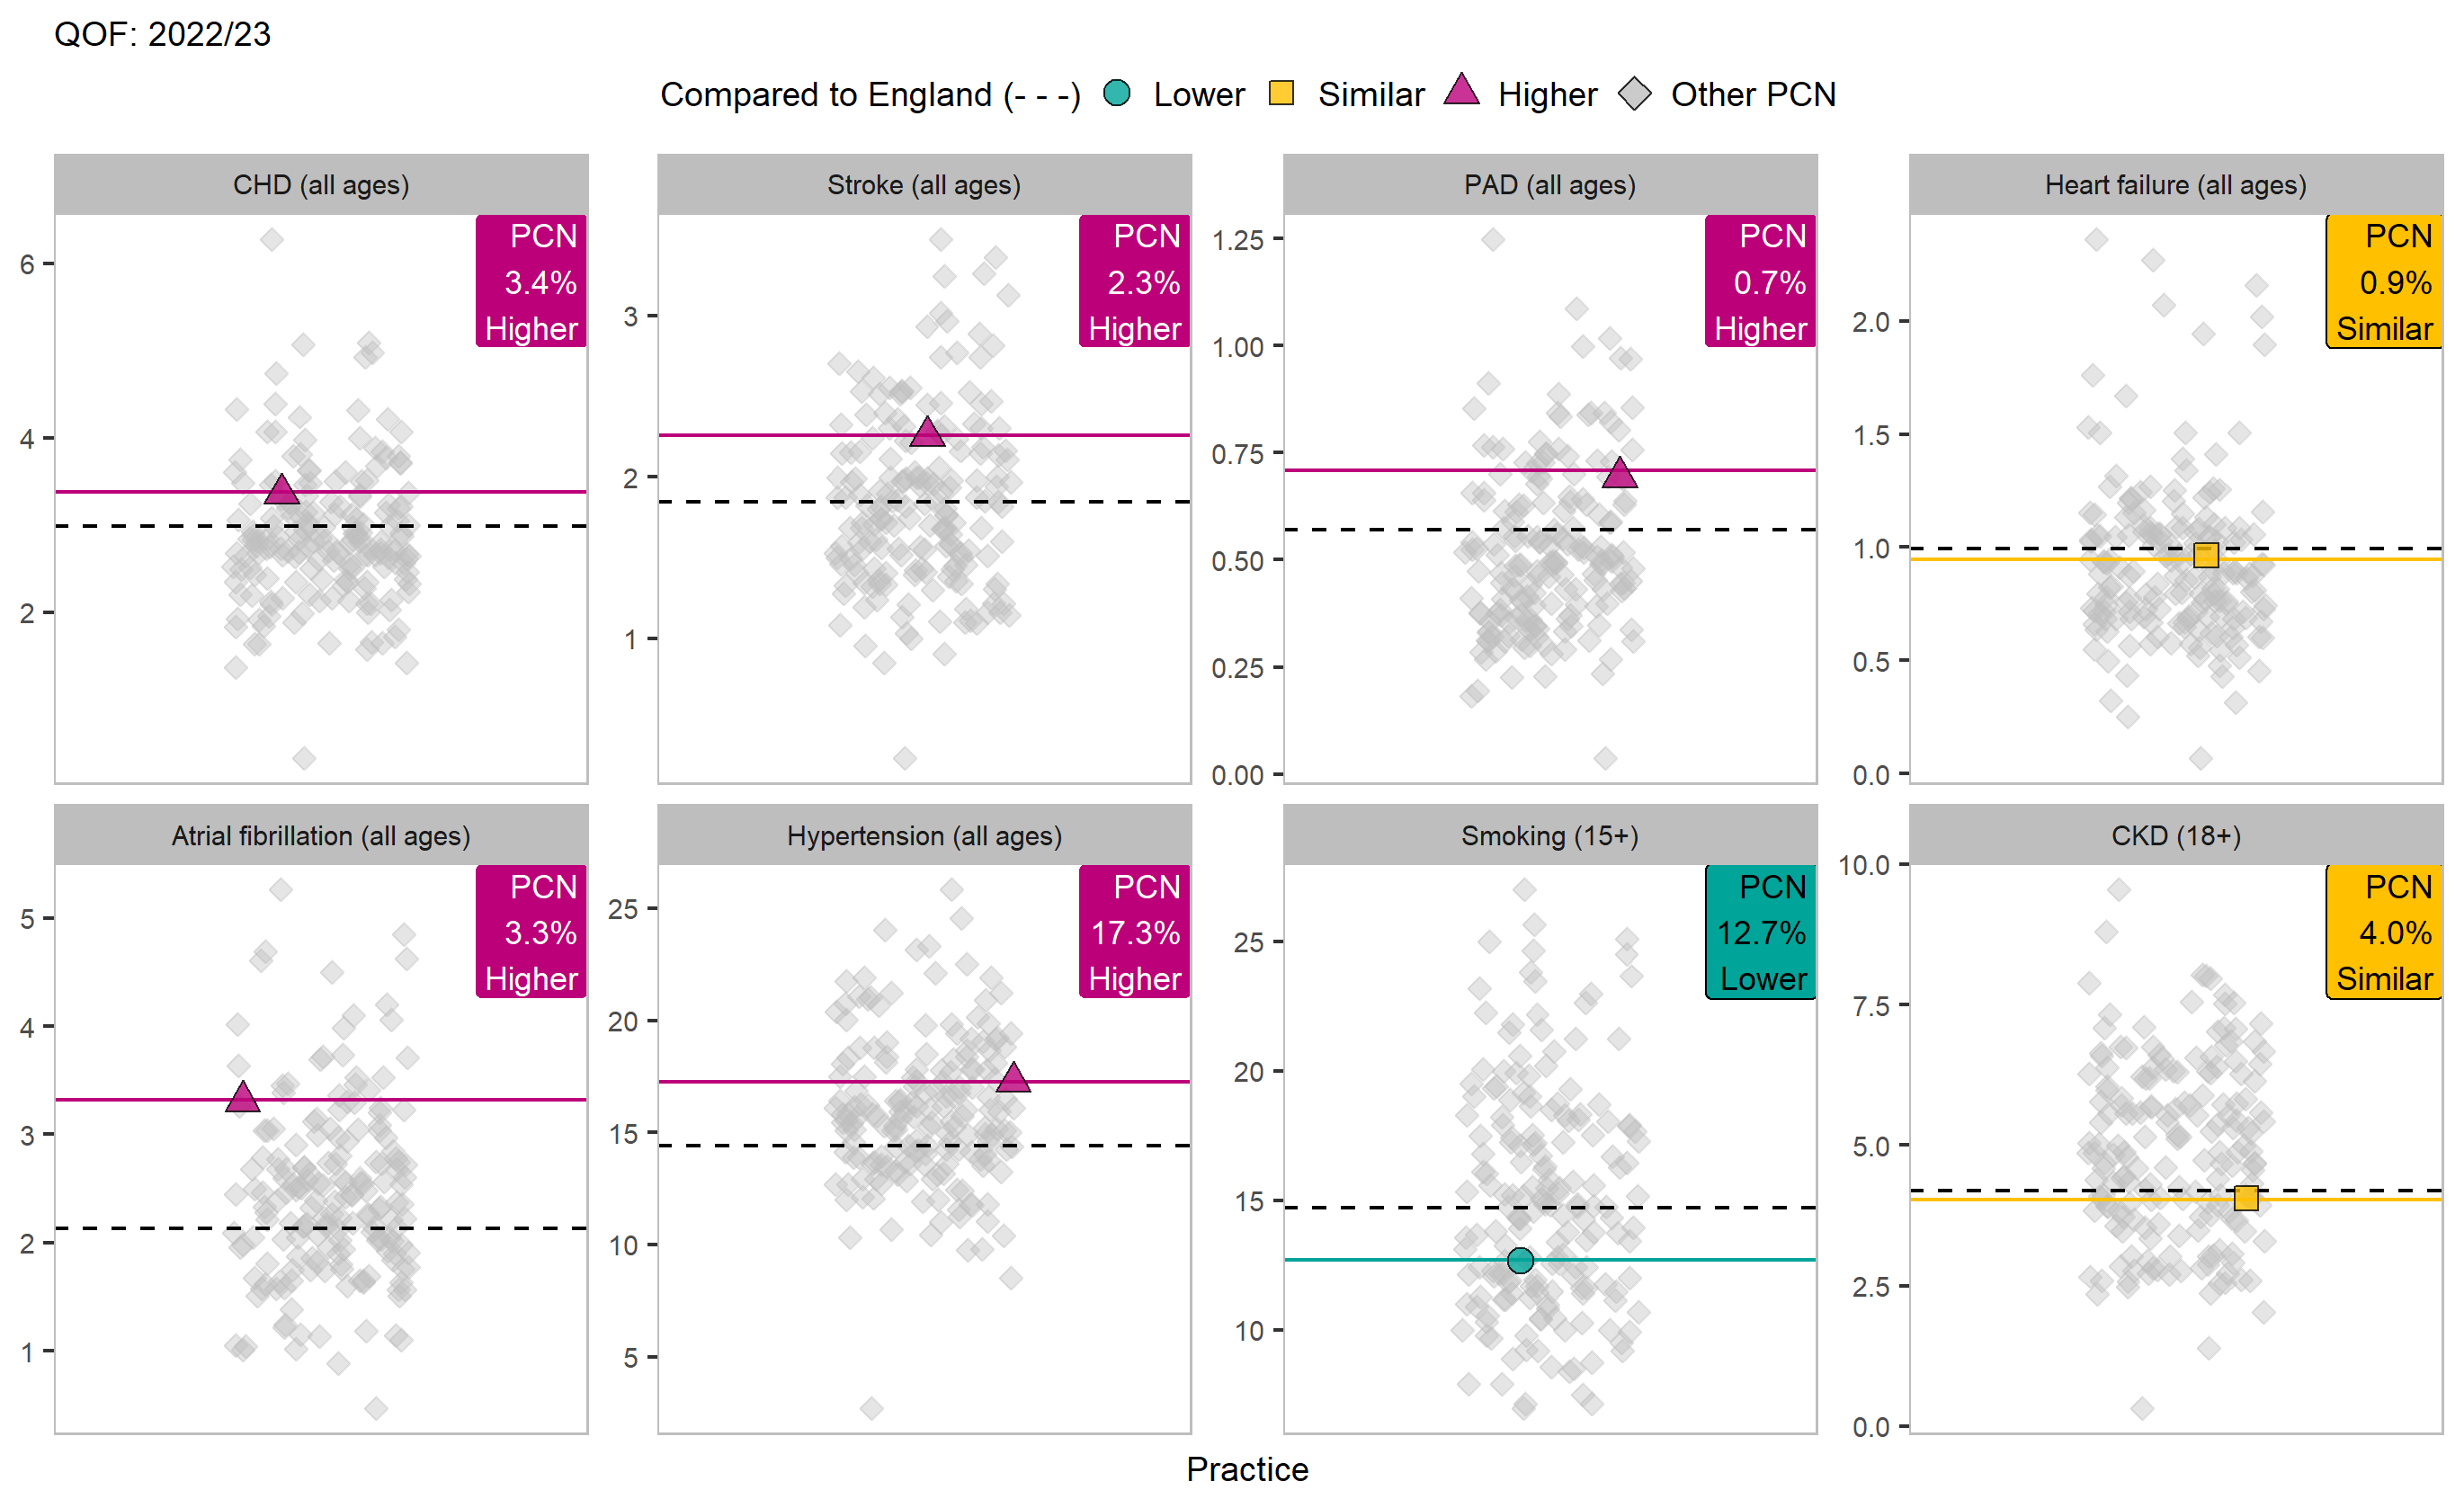 QOF: 2022/23
Compared to England (- - -) Lower Similar Higher Other PCN
CHD (all ages)
PCN
3.4%
Higher
6
4
2
Stroke (all ages)
PCN
2.3%
Higher
3
2
1
PAD (all ages)
PCN
0.7%
Higher
1.25
1.00
0.75
0.50
0.25
0.00
Heart failure (all ages)
PCN
0.9%
Similar
2.0
1.5
1.0
0.5
0.0
Atrial fibrillation (all ages)
PCN
3.3%
Higher
5
4
3
2
1
Hypertension (all ages)
PCN
17.3%
Higher
25
20
15
10
5
Smoking (15+)
PCN
12.7%
Lower
25
20
15
10
CKD (18+)
PCN
4.0%
Similar
10.0
7.5
5.0
2.5
0.0
Practice